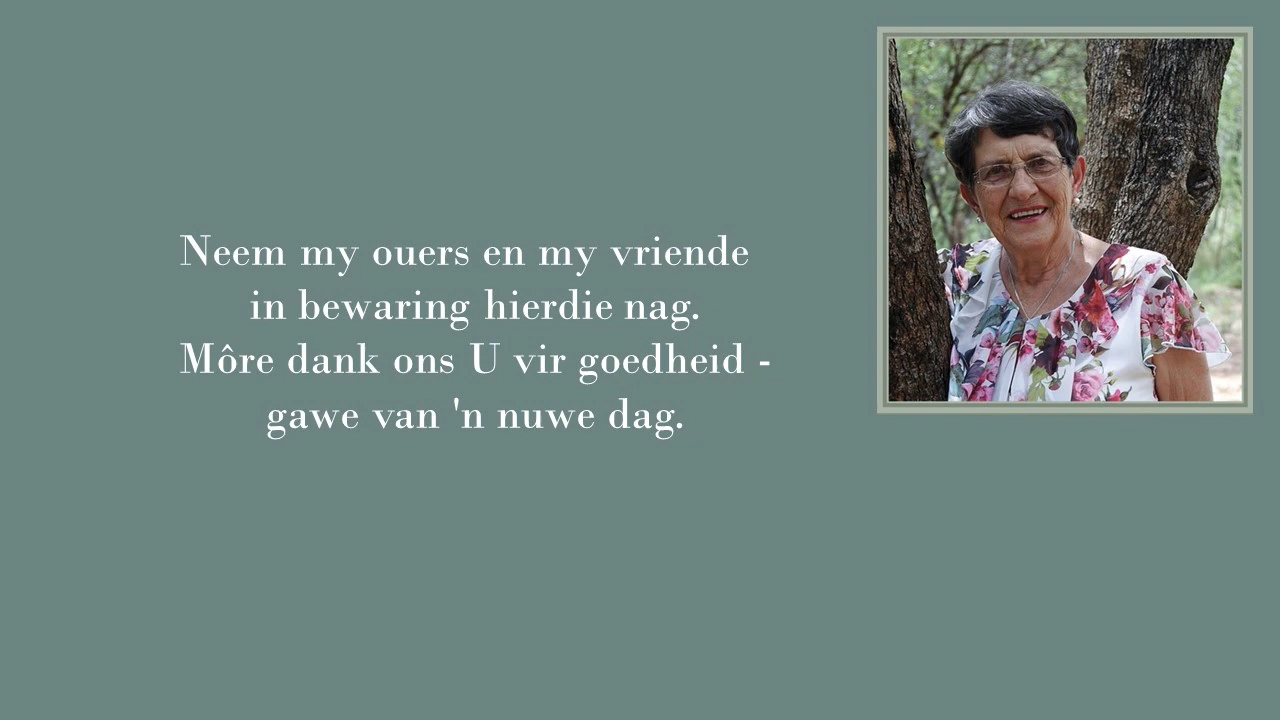 Neem my ouers en my vriende
in bewaring hierdie nag.
Môre dank ons U vir goedheid -
gawe van 'n nuwe dag.